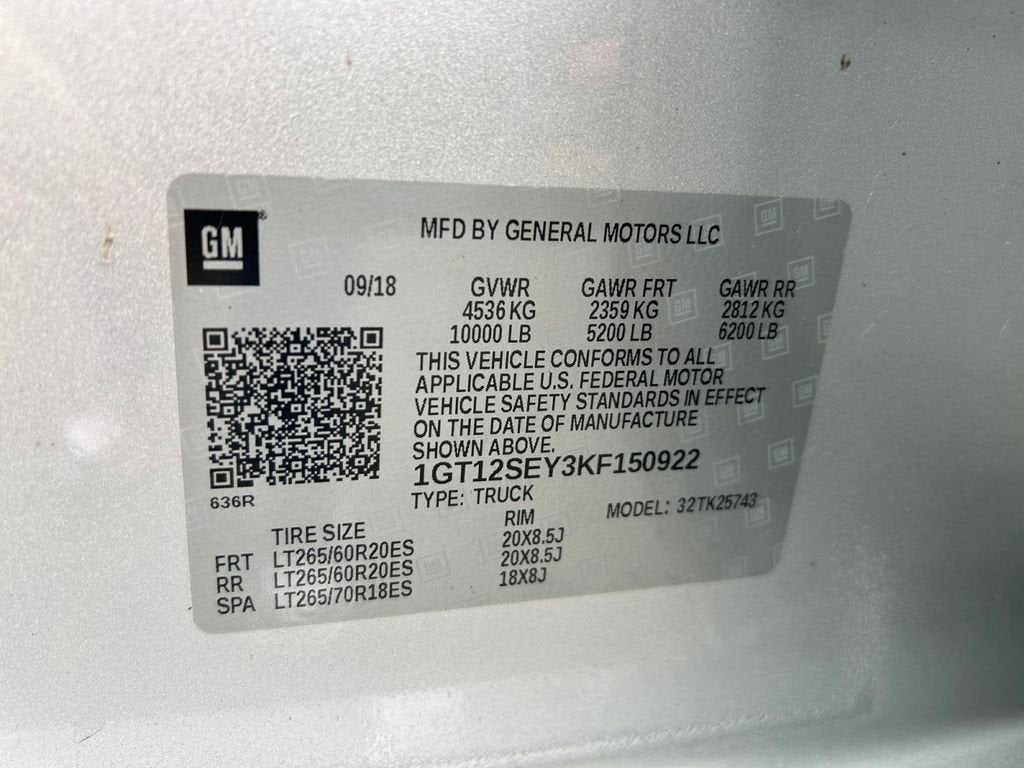 GM®
MFD BY GENERAL MOTORS LLC
09/18 GVWR GAWR FRT GAWR RR
4536 KG 2359 KG 2812 KG
10000 LB 5200 LB 6200 LB
THIS VEHICLE CONFORMS TO ALL
APPLICABLE U.S. FEDERAL MOTOR
VEHICLE SAFETY STANDARDS IN EFFECT
ON THE DATE OF MANUFACTURE
SHOWN ABOVE.
1GT12SEY3KF150922
636R
TYPE: TRUCK MODEL: 32TK25743
TIRE SIZE RIM
FRT LT265/60R20ES 20X8.5J
RR LT265/60R20ES 20X8.5J
SPA LT265/70R18ES 18X8J